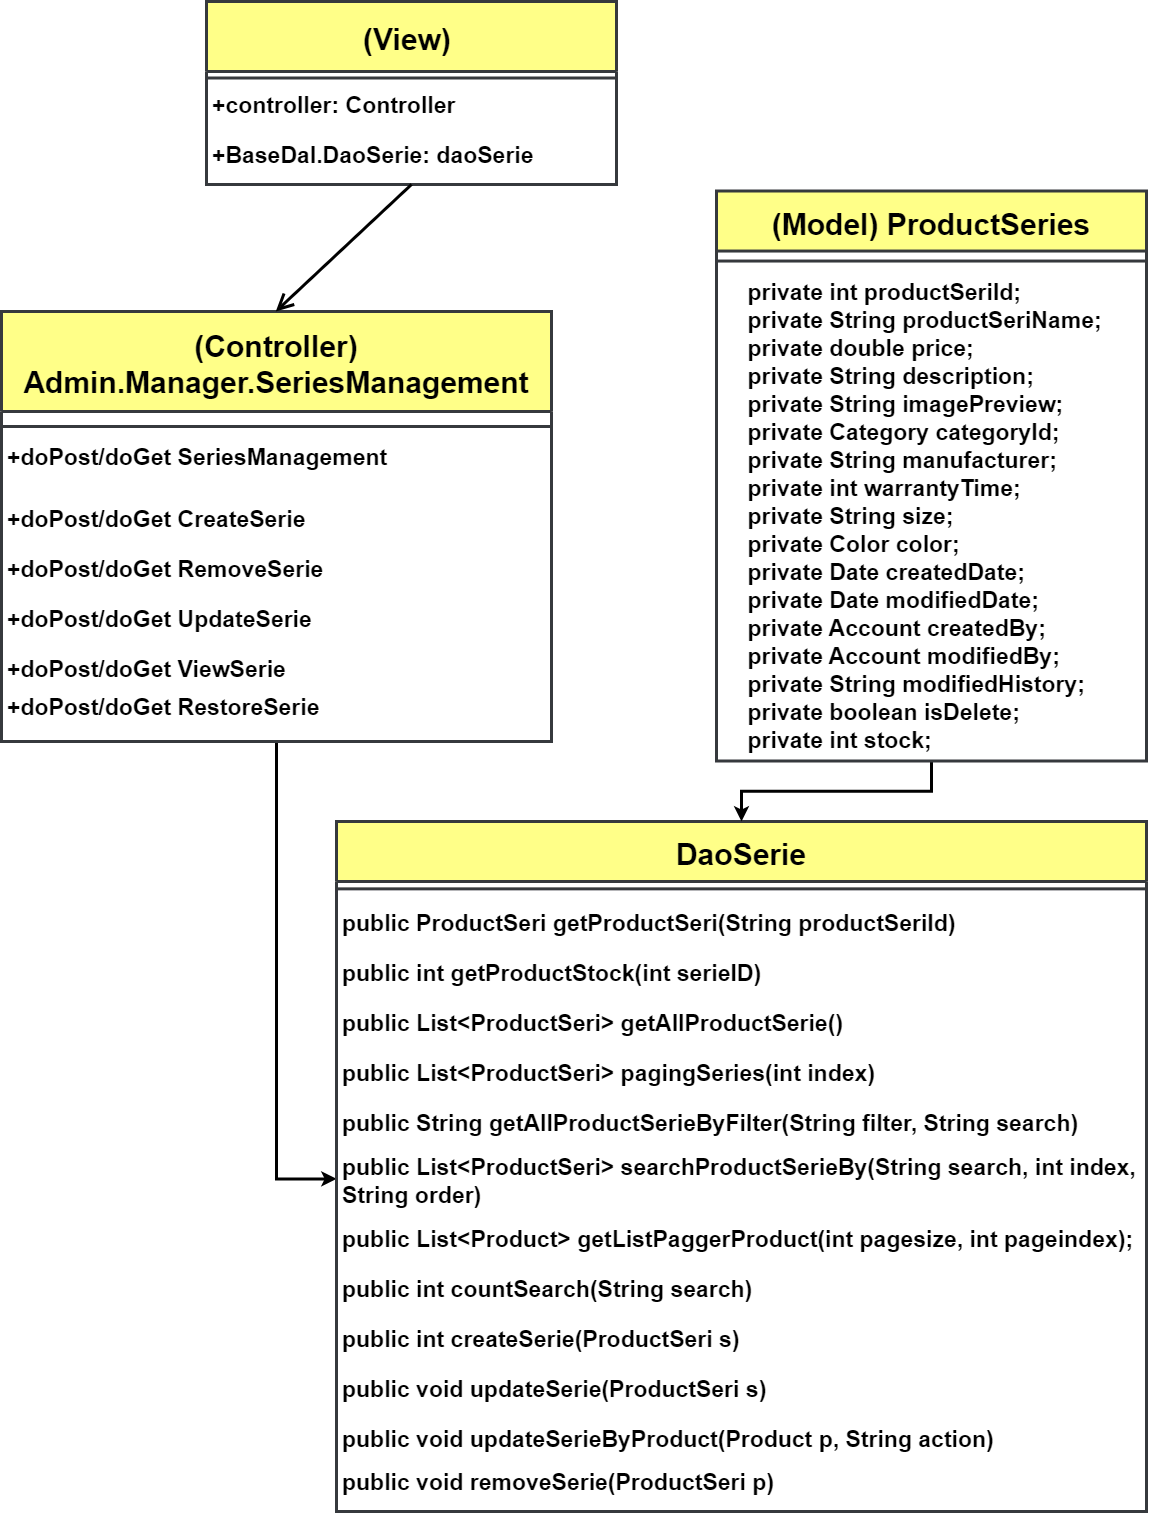 (View)
+controller: Controller
+BaseDal.DaoSerie: daoSerie
(Controller)
Admin.Manager.SeriesManagement
+doPost/doGet SeriesManagement
+doPost/doGet CreateSerie
+doPost/doGet RemoveSerie
+doPost/doGet UpdateSerie
+doPost/doGet ViewSerie
+doPost/doGet RestoreSerie
(Model) ProductSeries
private int productSeriId;
private String productSeriName;
private double price;
private String description;
private String imagePreview;
private Category categoryId;
private String manufacturer;
private int warrantyTime;
private String size;
private Color color;
private Date createdDate;
private Date modifiedDate;
private Account createdBy;
private Account modifiedBy;
private String modifiedHistory;
private boolean isDelete;
private int stock;
DaoSerie
public ProductSeri getProductSeri(String productSeriId)
public int getProductStock(int serieID)
public List<ProductSeri> getAllProductSerie()
public List<ProductSeri> pagingSeries(int index)
public String getAllProductSerieByFilter(String filter, String search)
public List<ProductSeri> searchProductSerieBy(String search, int index,
String order)
public List<Product> getListPaggerProduct(int pagesize, int pageindex);
public int countSearch(String search)
public int createSerie(ProductSeri s)
public void updateSerie(ProductSeri s)
public void updateSerieByProduct(Product p, String action)
public void removeSerie(ProductSeri p)